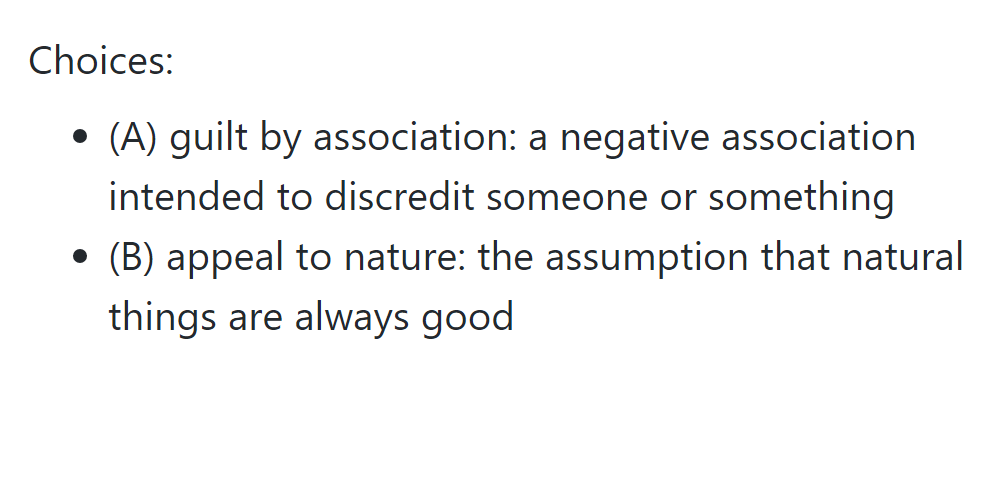 Choices:
• (A) guilt by association: a negative association
intended to discredit someone or something
• (B) appeal to nature: the assumption that natural
things are always good